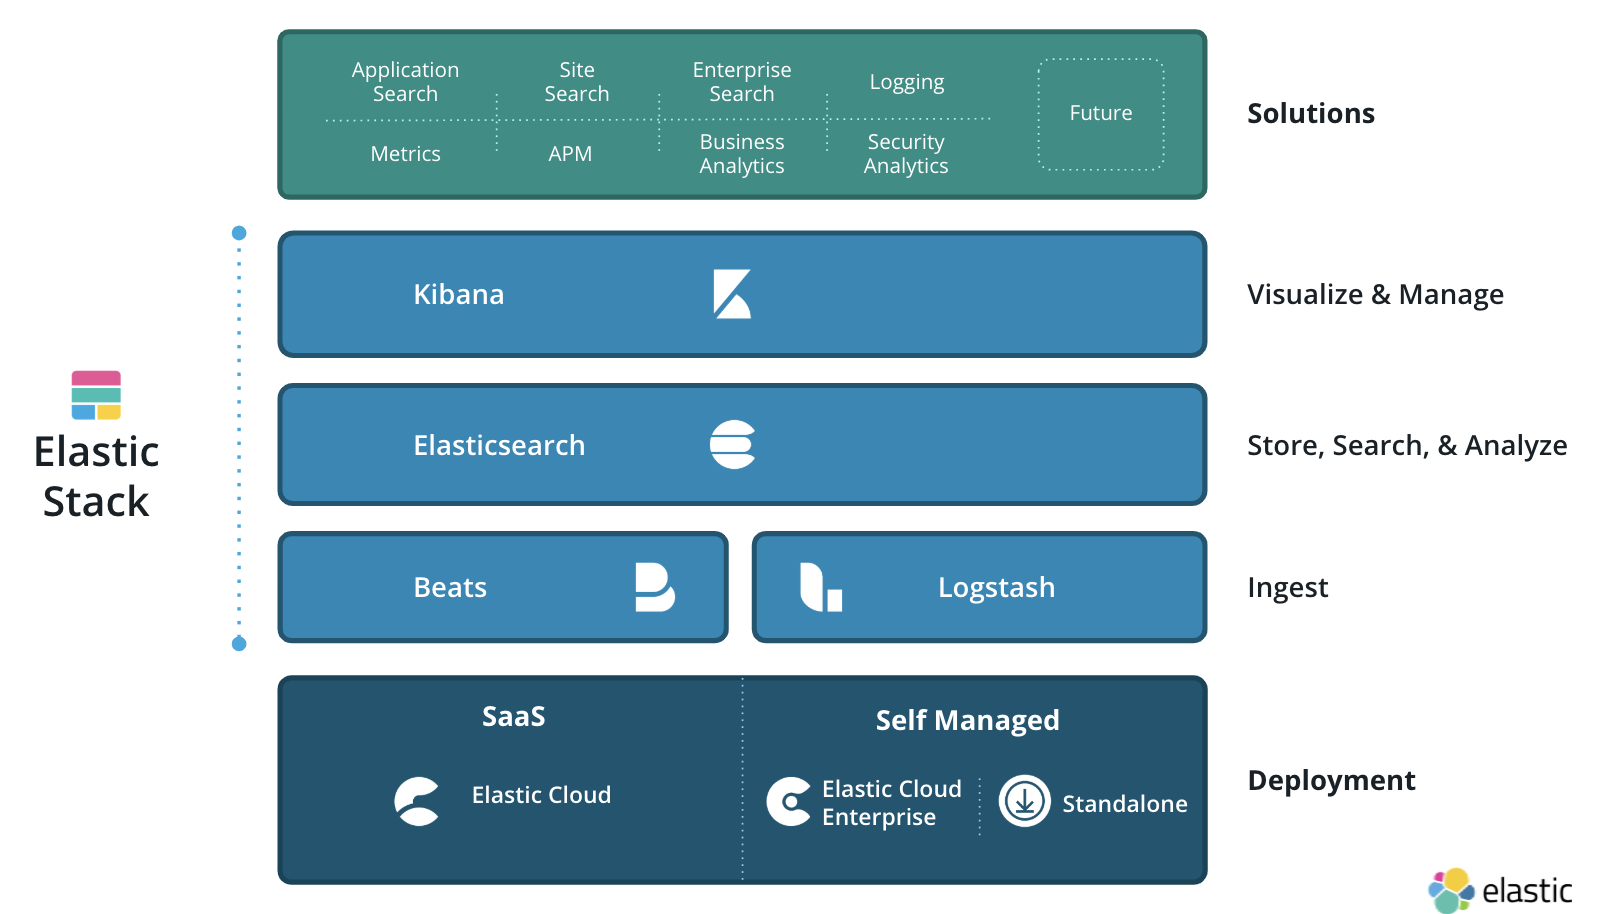 Application
Search
Site
Search
Enterprise
Search
Logging
Future
Metrics
APM
Business
Analytics
Security
Analytics
Solutions
Kibana
Visualize & Manage
Elastic
Stack
Elasticsearch
Store, Search, & Analyze
Beats
Logstash
Ingest
SaaS
Elastic Cloud
Self Managed
Elastic Cloud
Enterprise
Standalone
Deployment
elastic